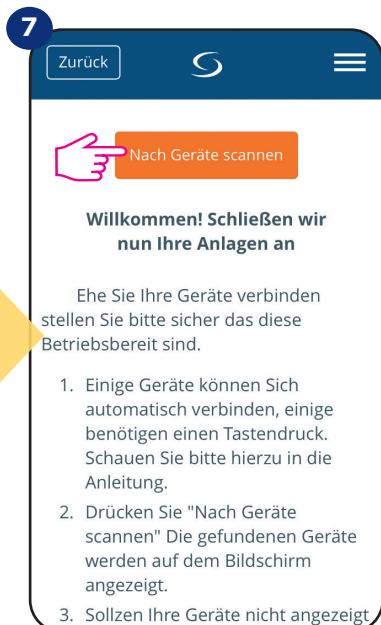 7
Zurück
Nach Geräte scannen
Willkommen! Schließen wir
nun Ihre Anlagen an
Ehe Sie Ihre Geräte verbinden
stellen Sie bitte sicher das diese
Betriebsbereit sind.
1. Einige Geräte können Sich
automatisch verbinden, einige
benötigen einen Tastendruck.
Schauen Sie bitte hierzu in die
Anleitung.
2. Drücken Sie "Nach Geräte
scannen" Die gefundenen Geräte
werden auf dem Bildschirm
angezeigt.
3. Sollzen Ihre Geräte nicht angezeigt